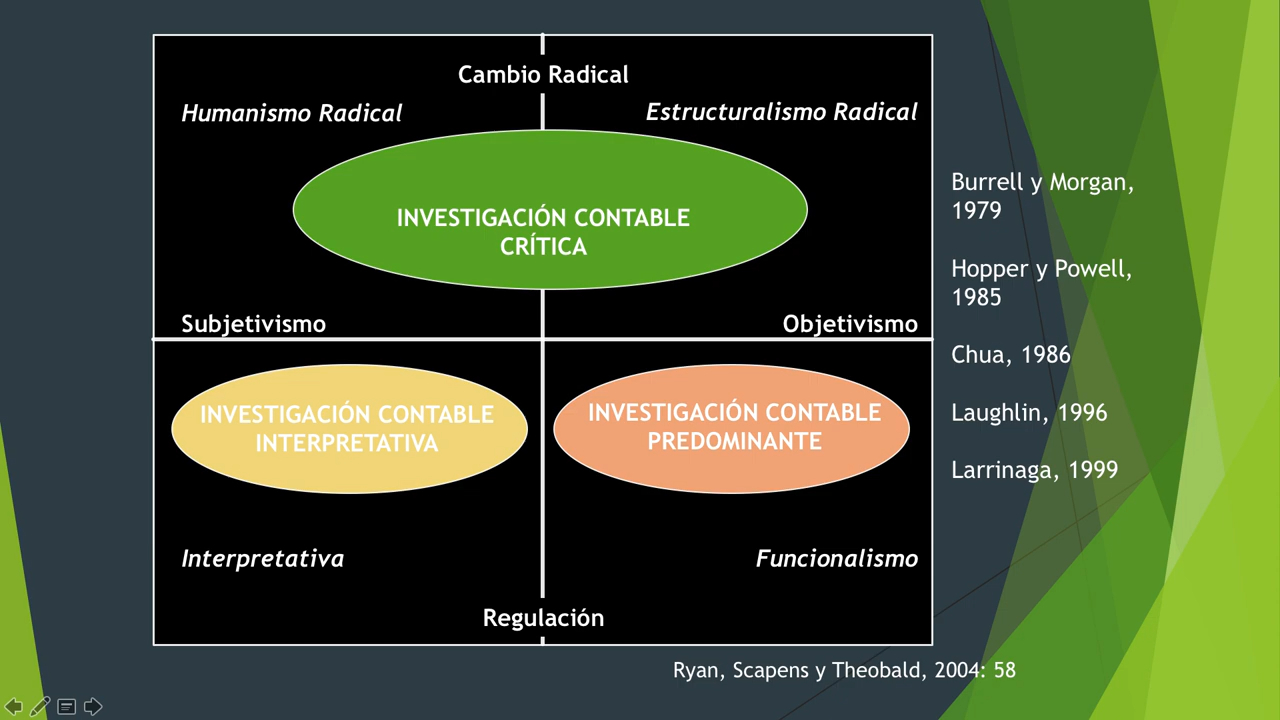 Cambio Radical
Humanismo Radical
Estructuralismo Radical
INVESTIGACIÓN CONTABLE
CRÍTICA
Subjetivismo
Objetivismo
INVESTIGACIÓN CONTABLE
INTERPRETATIVA
INVESTIGACIÓN CONTABLE
PREDOMINANTE
Interpretativa
Funcionalismo
Regulación
Burrell y Morgan,
1979
Hopper y Powell,
1985
Chua, 1986
Laughlin, 1996
Larrinaga, 1999
Ryan, Scapens y Theobald, 2004: 58